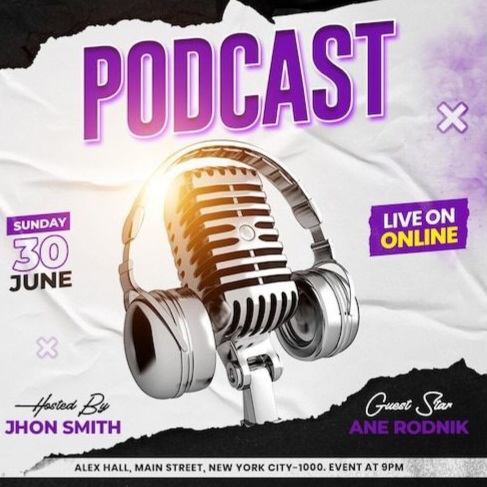 PODCAST
SUNDAY
30
JUNE
LIVE ON
ONLINE
Hosted By
JHON SMITH
Guest Star
ANE RODNIK
ALEX HALL, MAIN STREET, NEW YORK CITY-1000. EVENT AT 9PM